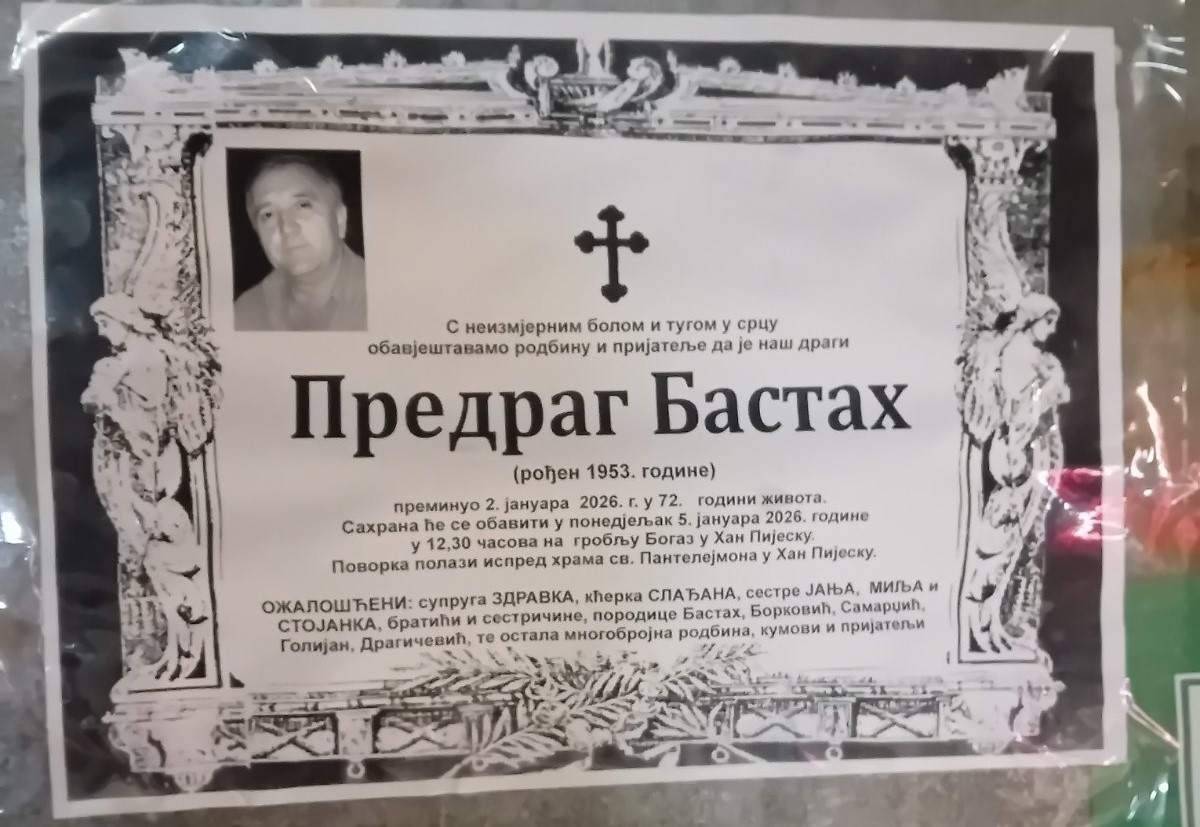 С неизмјерним болом и тугом у срцу
обавјештавамо родбину и пријатеље да је наш драги
Предраг Бастах
(рођен 1953. године)
преминуо 2. јануара 2026. г. у 72. години живота.
Сахрана ће се обавити у понедјељак 5. јануара 2026. године
у 12,30 часова на гробљу Богаз у Хан Пијеску.
Поворка полази испред храма св. Пантелејмона у Хан Пијеску.
ОЖАЛОШЋЕНИ: супруга ЗДРАВКА, кћерка СЛАЂАНА, сестре ЈАЊА, МИЉА и
СТОЈАНКА, братићи и сестричине, породице Бастах, Борковић, Самарџић,
Голијан, Драгичевић, те остала многобројна родбина, кумови и пријатељи